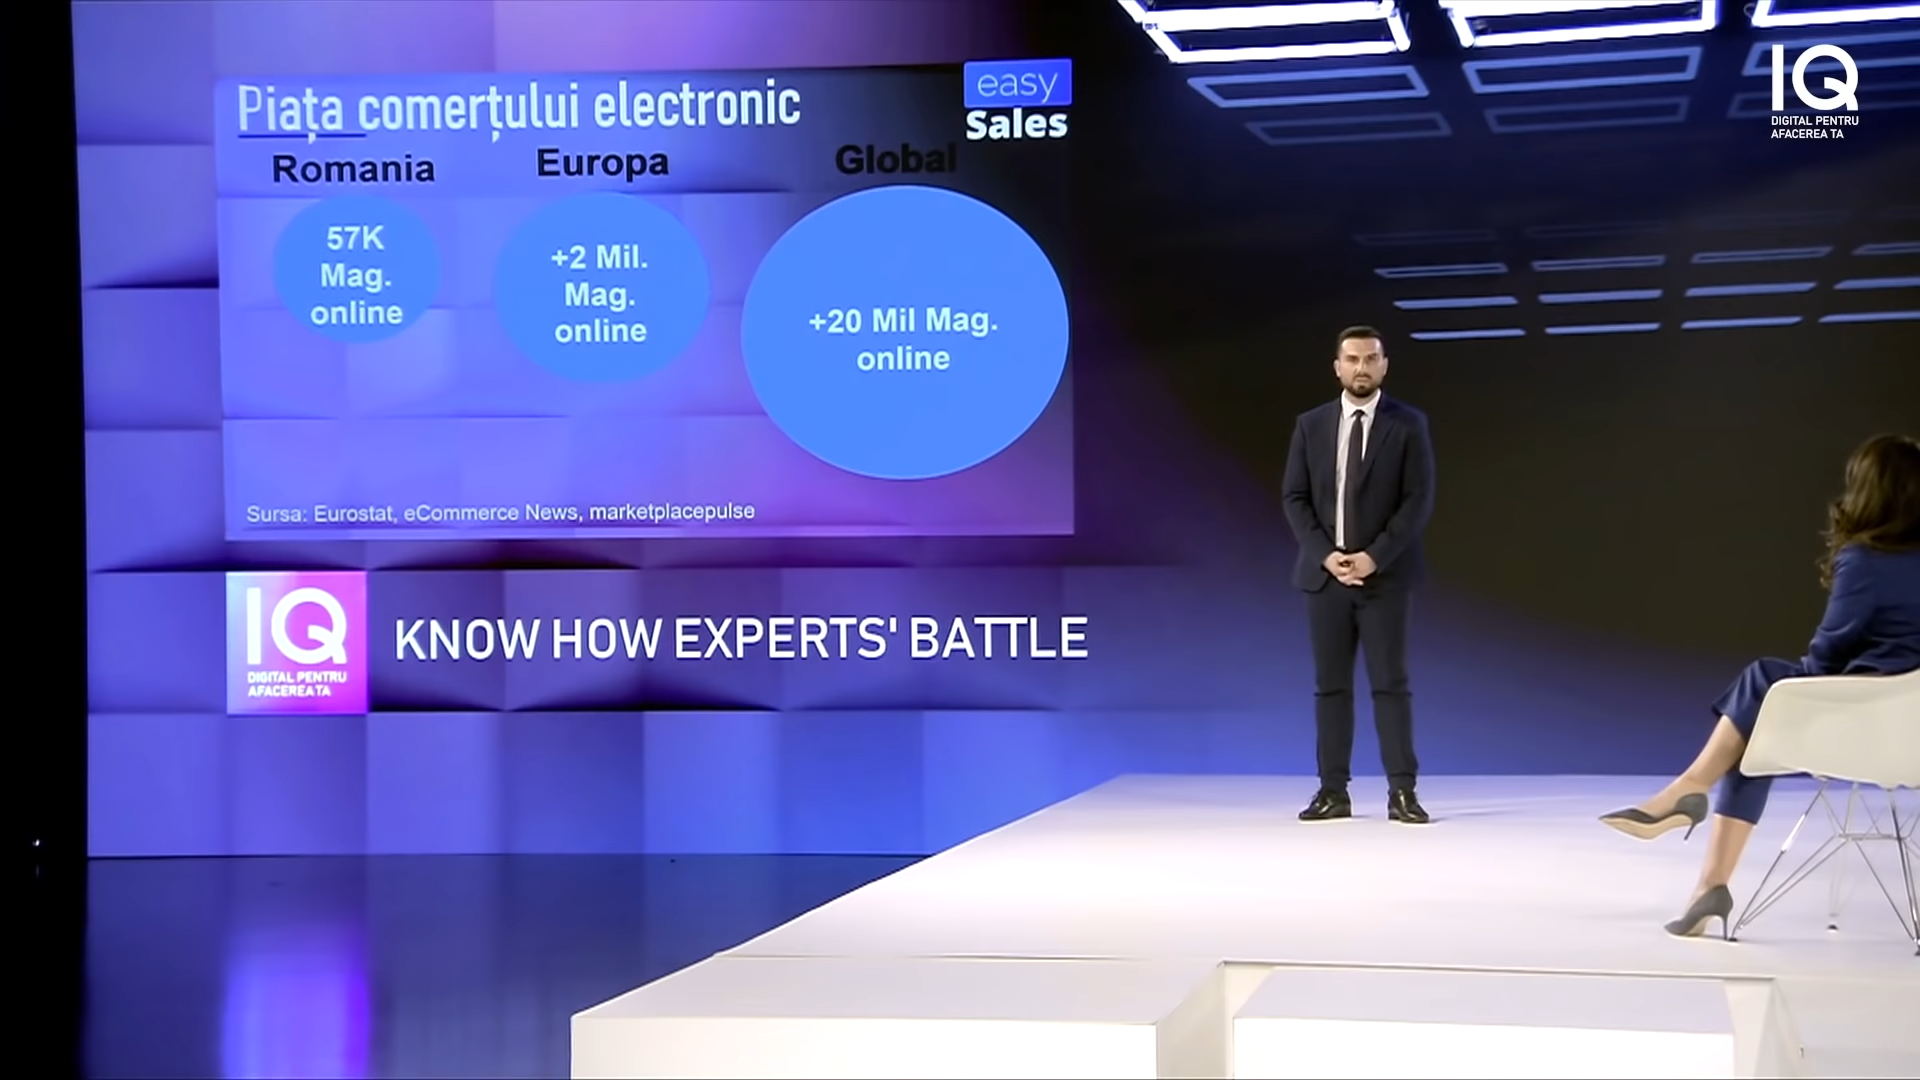 Piața comerțului electronic
easy
Sales
Romania
Europa
Global
57K
Mag.
online
+2 Mil.
Mag.
online
+20 Mil Mag.
online
Sursa: Eurostat, eCommerce News, marketplacepulse
IQ
DIGITAL PENTRU
AFACEREA TA
KNOW HOW EXPERTS' BATTLE
IQ
DIGITAL PENTRU
AFACEREA TA